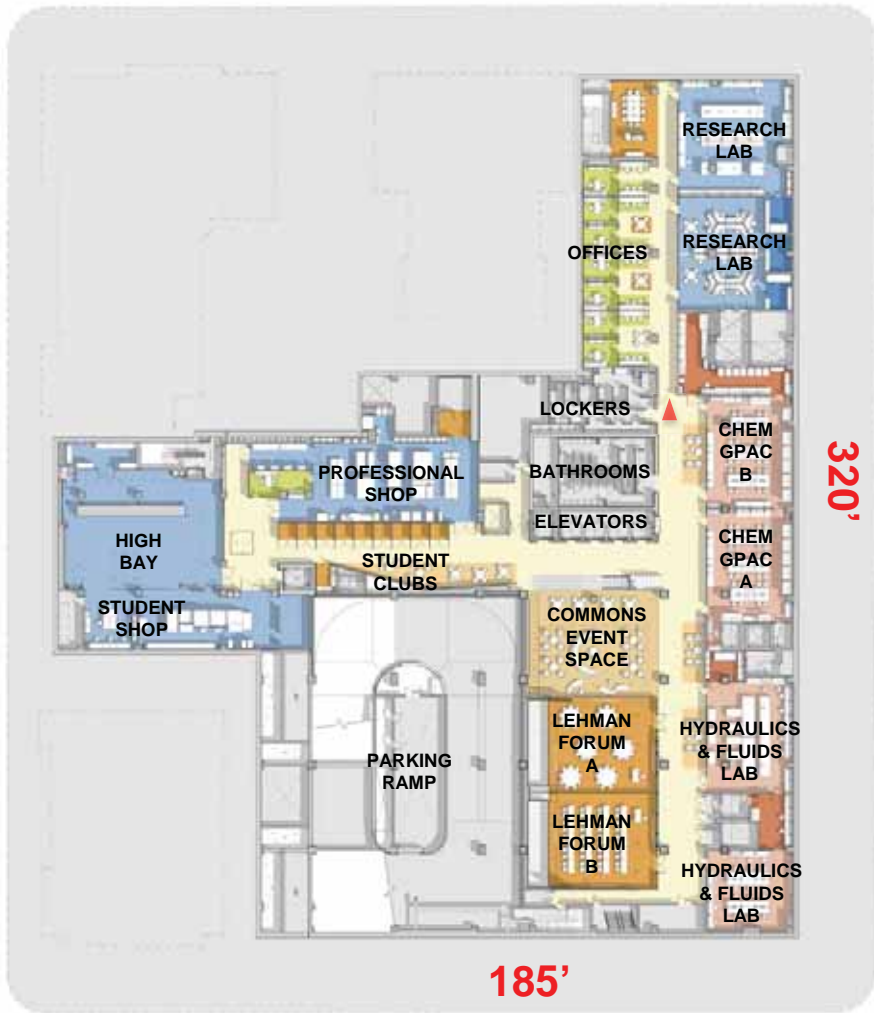 RESEARCH
LAB
OFFICES
RESEARCH
LAB
LOCKERS
CHEM
GPAC
B
320’
PROFESSIONAL
SHOP
BATHROOMS
ELEVATORS
HIGH
BAY
STUDENT
CLUBS
CHEM
GPAC
A
STUDENT
SHOP
COMMONS
EVENT
SPACE
PARKING
RAMP
LEHMAN
FORUM
A
HYDRAULICS
& FLUIDS
LAB
LEHMAN
FORUM
B
HYDRAULICS
& FLUIDS
LAB
185’